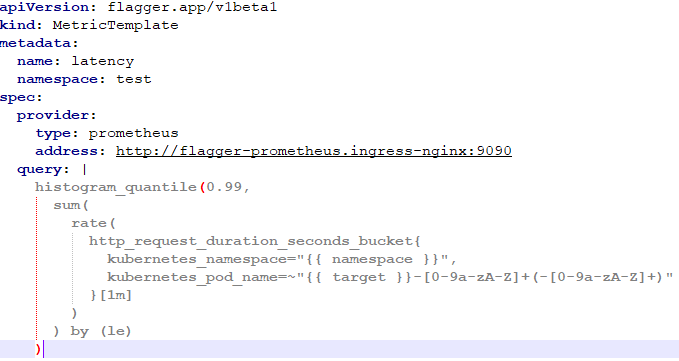 apiVersion: flagger.app/v1beta1
kind: MetricTemplate
metadata:
  name: latency
  namespace: test
spec:
  provider:
    type: prometheus
    address: http://flagger-prometheus.ingress-nginx:9090
  query: |
    histogram_quantile(0.99,
      sum(
        rate(
          http_request_duration_seconds_bucket{
            kubernetes_namespace="{{ namespace }}",
            kubernetes_pod_name=~"{{ target }}-[0-9a-zA-Z]+(-[0-9a-zA-Z]+)"
          }[1m]
        )
      ) by (le)
    )